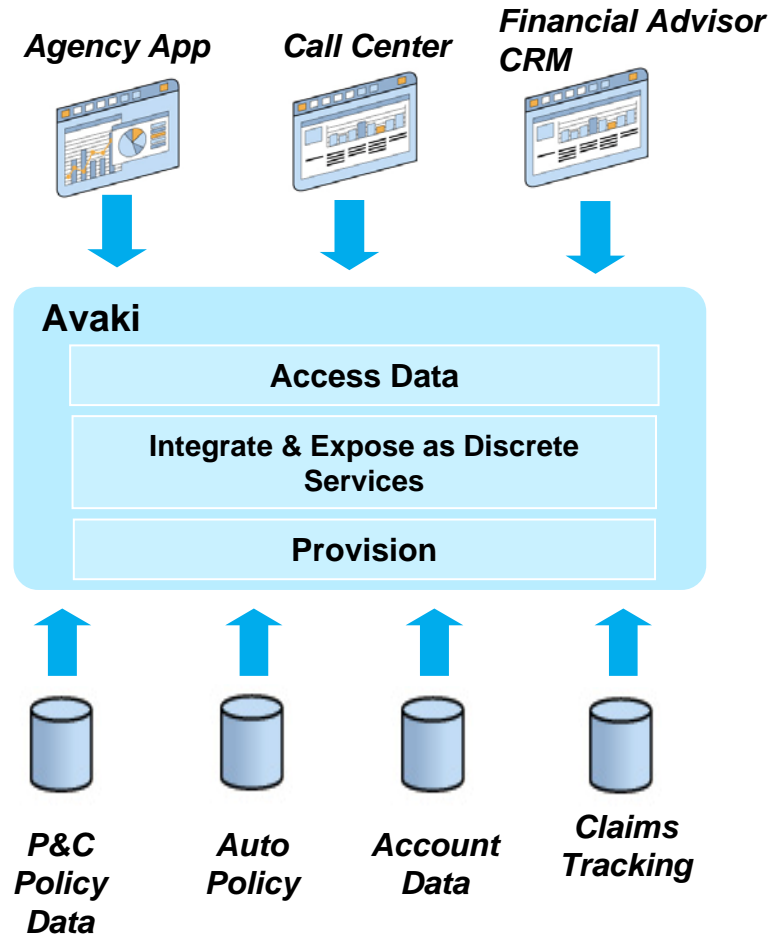 Agency App
Call Center
Financial Advisor
CRM
Avaki
Access Data
Integrate & Expose as Discrete
Services
Provision
P&C
Policy
Data
Auto
Policy
Account
Data
Claims
Tracking